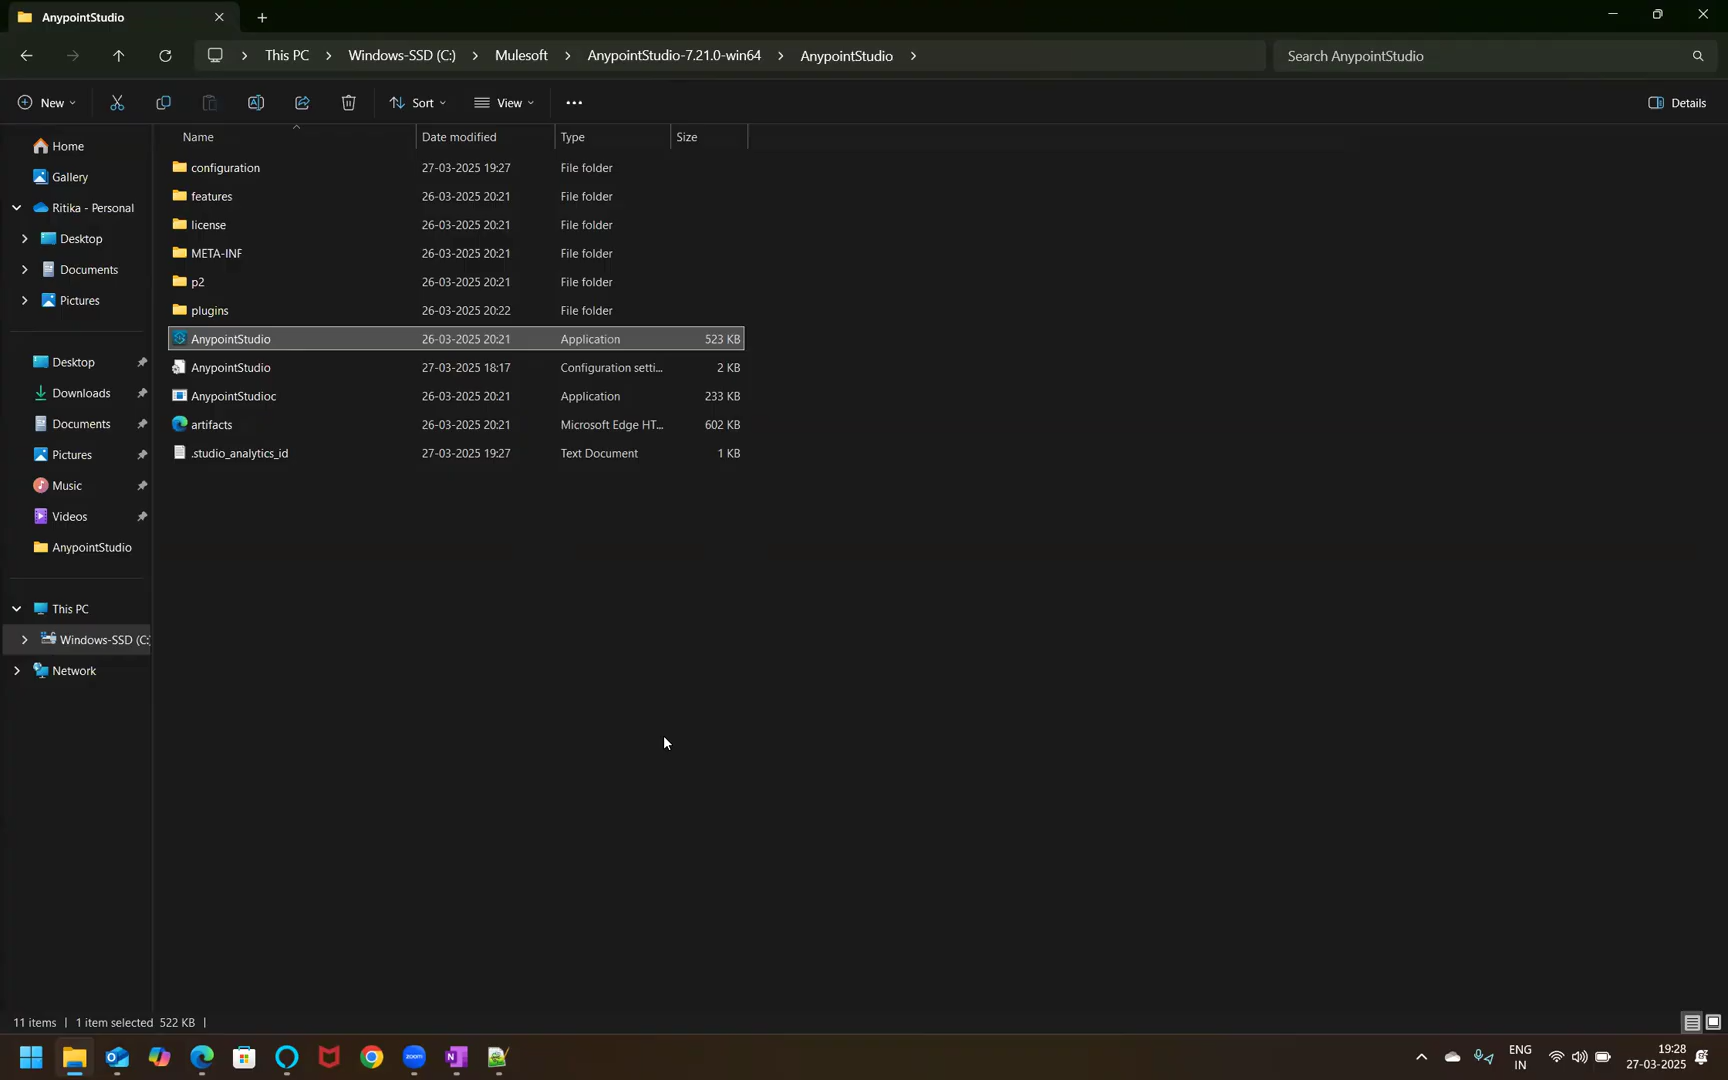 AnypointStudio
This PC > Windows-SSD (C:) > Mulesoft > AnypointStudio-7.21.0-win64 > AnypointStudio >
Search AnypointStudio
New
Sort
View
Details
Name Date modified Type Size
configuration 27-03-2025 19:27 File folder
features 26-03-2025 20:21 File folder
license 26-03-2025 20:21 File folder
META-INF 26-03-2025 20:21 File folder
p2 26-03-2025 20:21 File folder
plugins 26-03-2025 20:22 File folder
AnypointStudio 26-03-2025 20:21 Application 523 KB
AnypointStudio 27-03-2025 18:17 Configuration setti... 2 KB
AnypointStudioc 26-03-2025 20:21 Application 233 KB
artifacts 26-03-2025 20:21 Microsoft Edge HT... 602 KB
.studio_analytics_id 27-03-2025 19:27 Text Document 1 KB
Home
Gallery
Ritika - Personal
Desktop
Documents
Pictures
Desktop
Downloads
Documents
Pictures
Music
Videos
AnypointStudio
This PC
Windows-SSD (C:
Network
11 items | 1 item selected 522 KB |
zoom
N
ENG
IN
19:28
27-03-2025